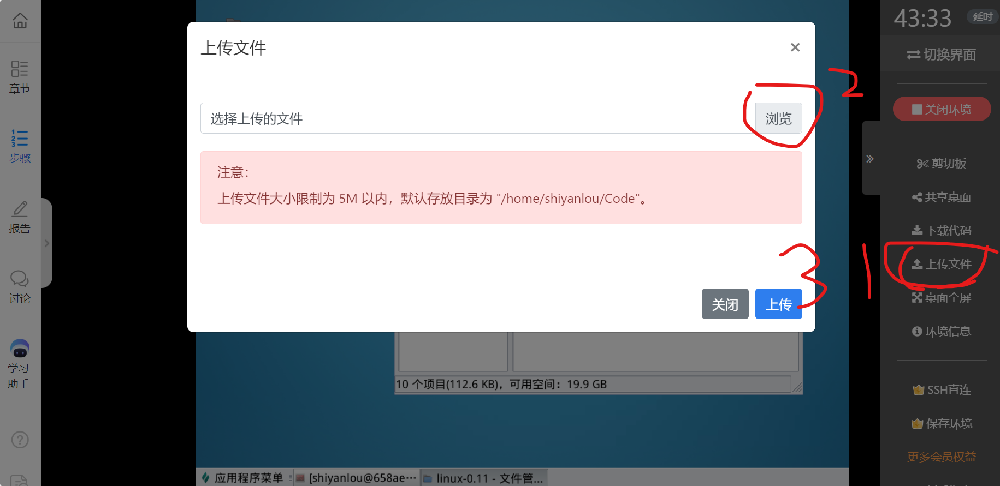 43:33
延时
上传文件
×
切换界面
章节
2
选择上传的文件
浏览
关闭环境
步骤
注意：
上传文件大小限制为 5M 以内，默认存放目录为 "/home/shiyanlou/Code"。
剪切板
共享桌面
报告
下载代码
3
1
上传文件
讨论
关闭
上传
桌面全屏
环境信息
学习
助手
10 个项目(112.6 KB)，可用空间：19.9 GB
SSH直连
保存环境
更多会员权益
应用程序菜单
[shiyanlou@658ae...
linux-0.11 - 文件管...